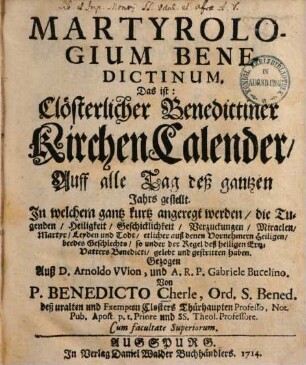 MARTYROLO-
GIUM BENE
DICTINUM,
Das ist:
Clösterlicher Benedictiner
Kirchen Calender/
Auff alle Tag deß gantzen
Jahrs gestellt.
In welchem gantz kurtz angeregt werden/ die Tu-
genden/ Heiligkeit/ Geschicklichkeit/ Verzuckungen/ Miraclen/
Martyr/ Leyden und Todt/ etlicher auß denen Vornehmern Heiligen/
beedes Geschlechts/ so under der Regel deß heiligen Ertz-
Vatters Benedicti/ gelebt und gestritten haben.
Gezogen
Auß D. Arnoldo VVion, und A. R. P. Gabriele Bucelino,
Von
P. BENEDICTO Cherle, Ord. S. Bened.
deß uralten und Exempten Closters Thürhaupten Professo, Not.
Pub. Apost. p. t. Priore und SS. Theol. Professore.
Cum facultate Superiorum.
AUGSPURG,
In Verlag Daniel Walder Buchhändlers. 1714.